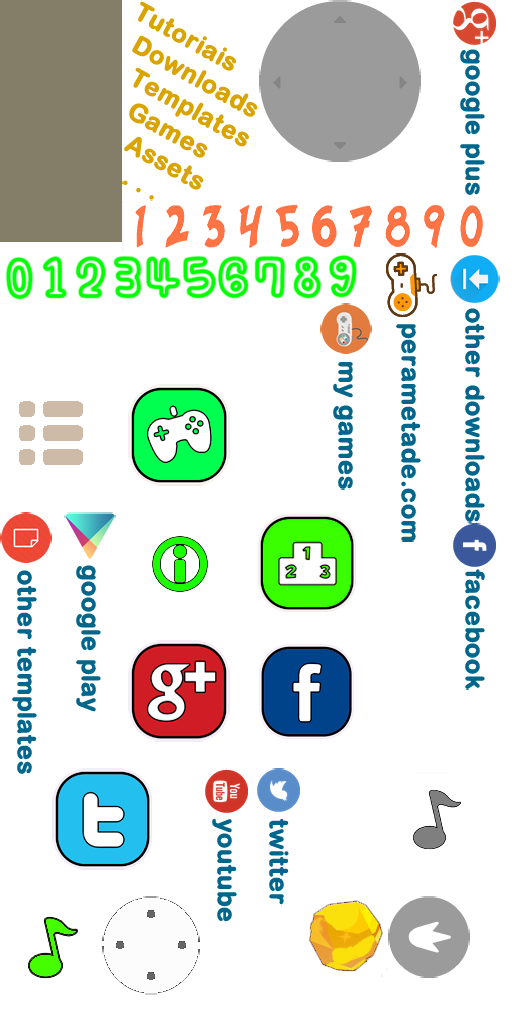 Tutoriais
Downloads
Templates
Games
Assets
...
google plus
1234567890
0123456789
other downloads
perametade.com
my games
1
2 3
facebook
google play
other templates
g+
f
You
Tube
youtube
twitter
t
g+
f